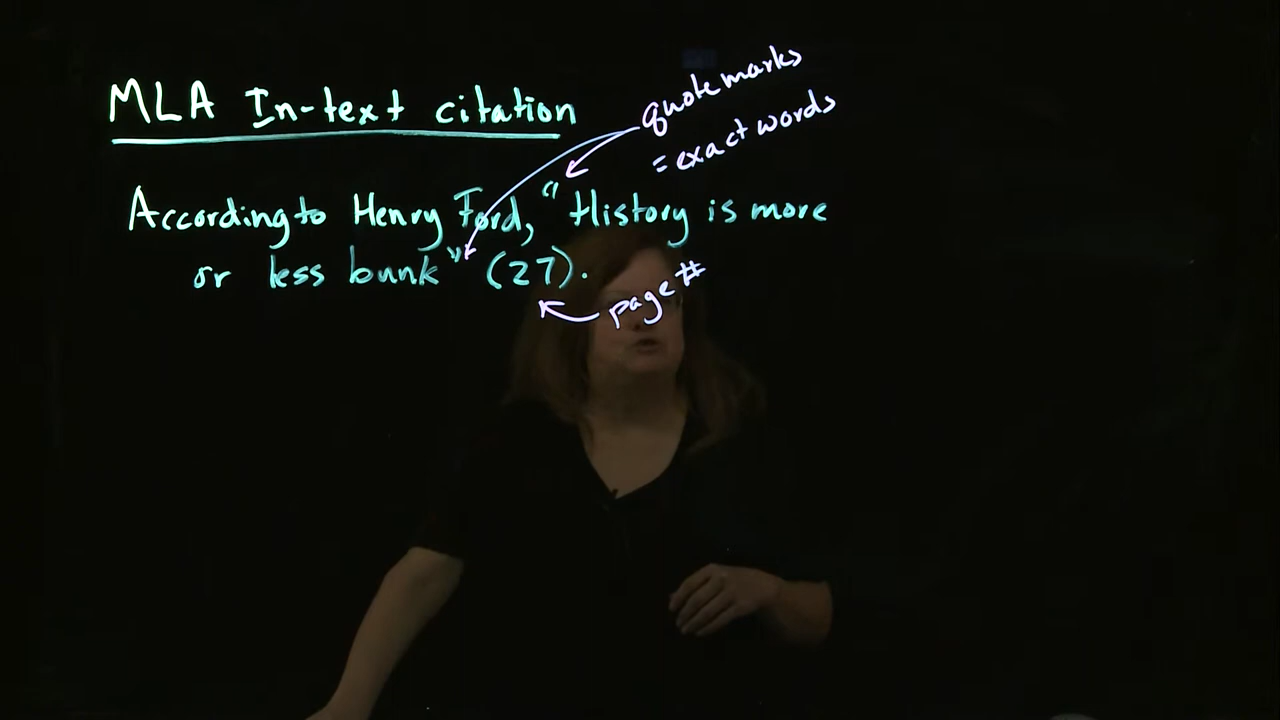 MLA In-text citation
quote marks
= exact words
According to Henry Ford, "History is more
or less bunk" (27).
page #